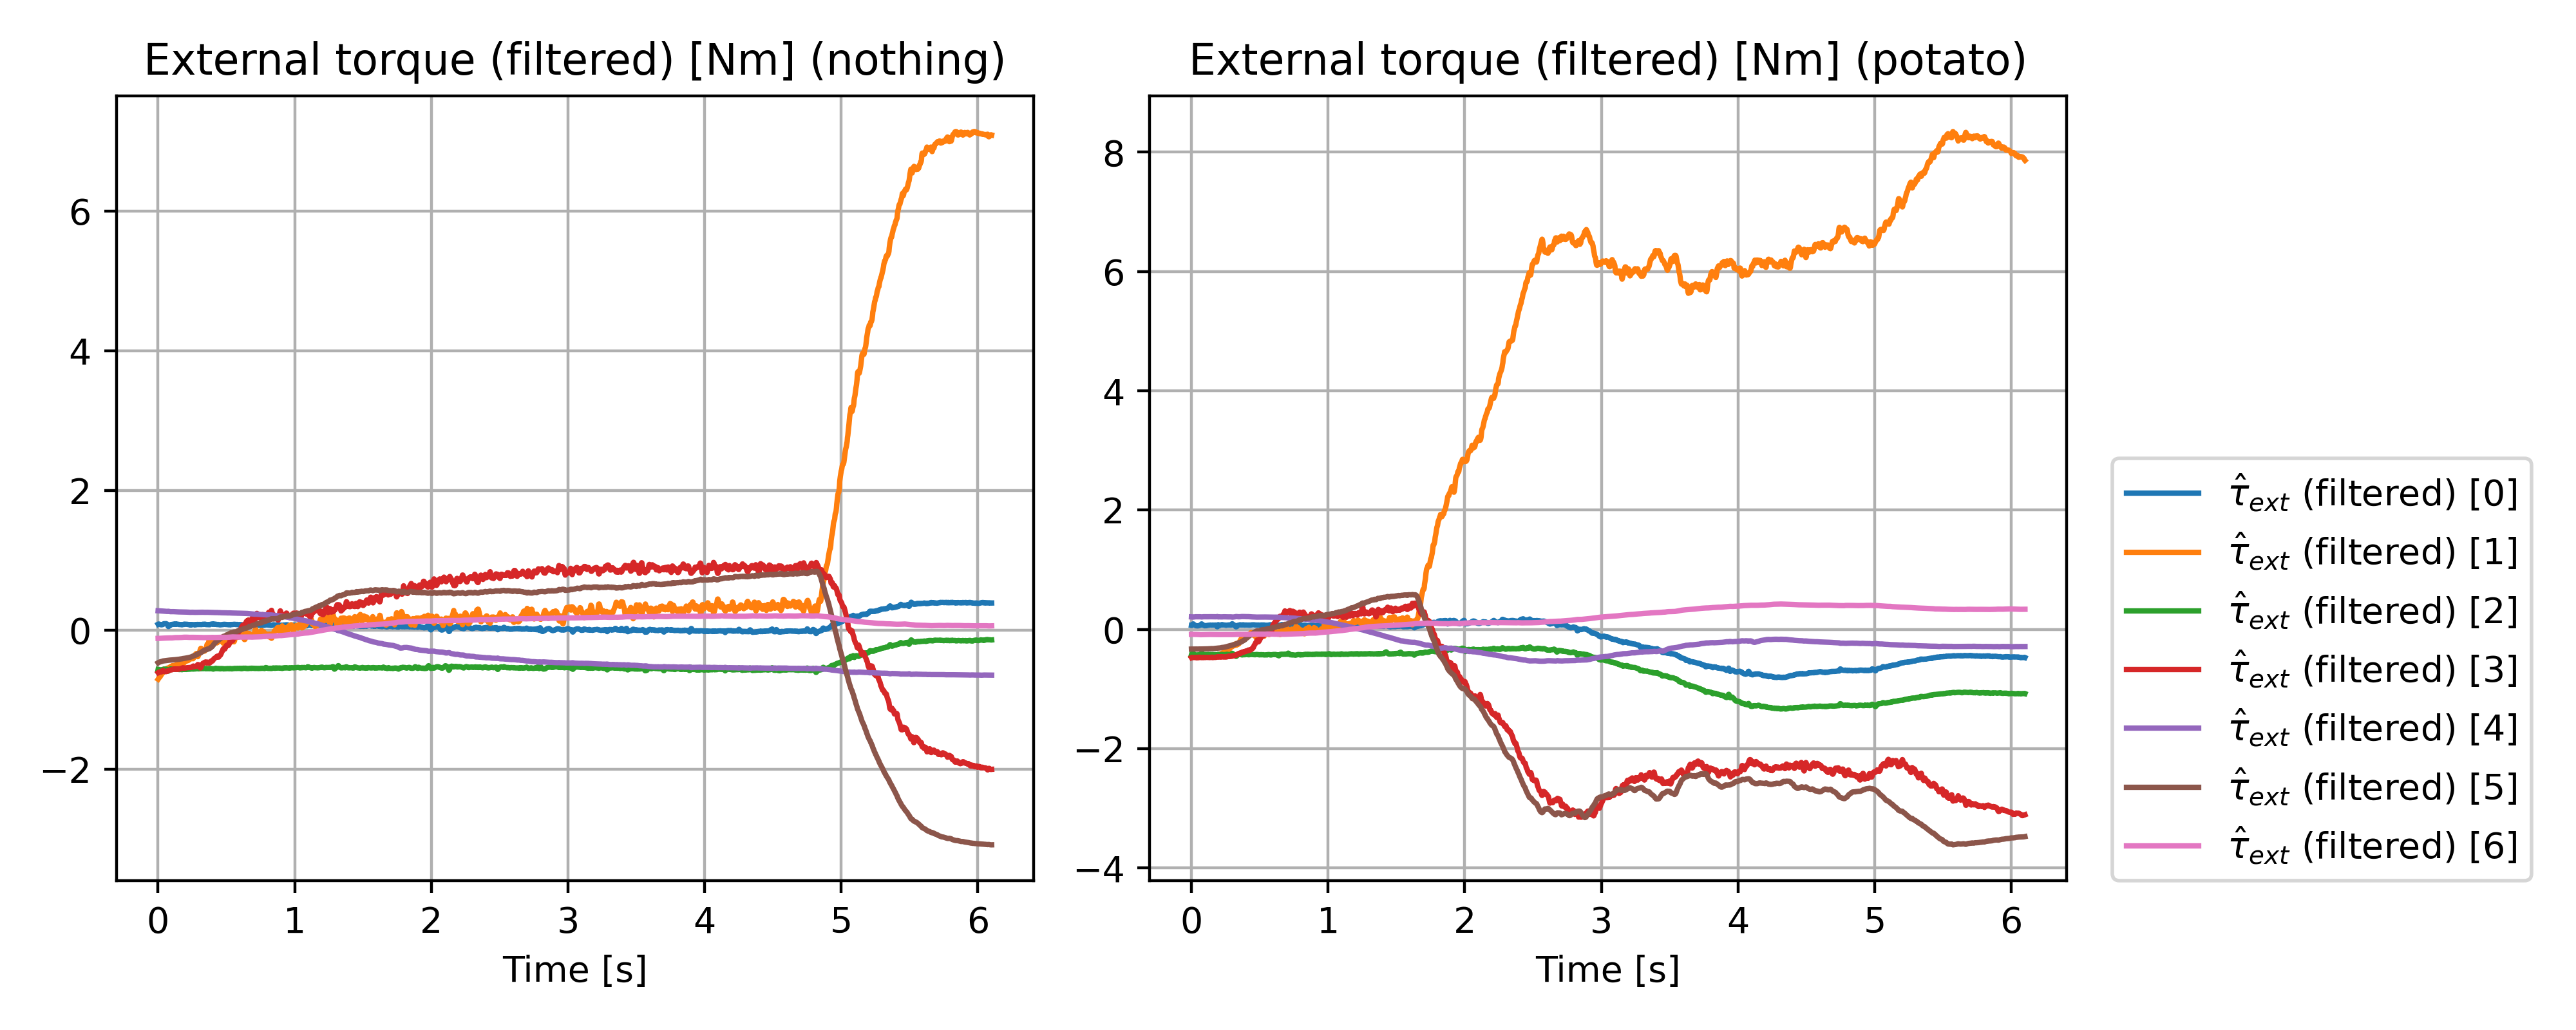 External torque (filtered) [Nm] (nothing)
6
4
2
0
−2
0 1 2 3 4 5 6
Time [s]
External torque (filtered) [Nm] (potato)
8
6
4
2
0
−2
−4
0 1 2 3 4 5 6
Time [s]
τ̂ext (filtered) [0]
τ̂ext (filtered) [1]
τ̂ext (filtered) [2]
τ̂ext (filtered) [3]
τ̂ext (filtered) [4]
τ̂ext (filtered) [5]
τ̂ext (filtered) [6]